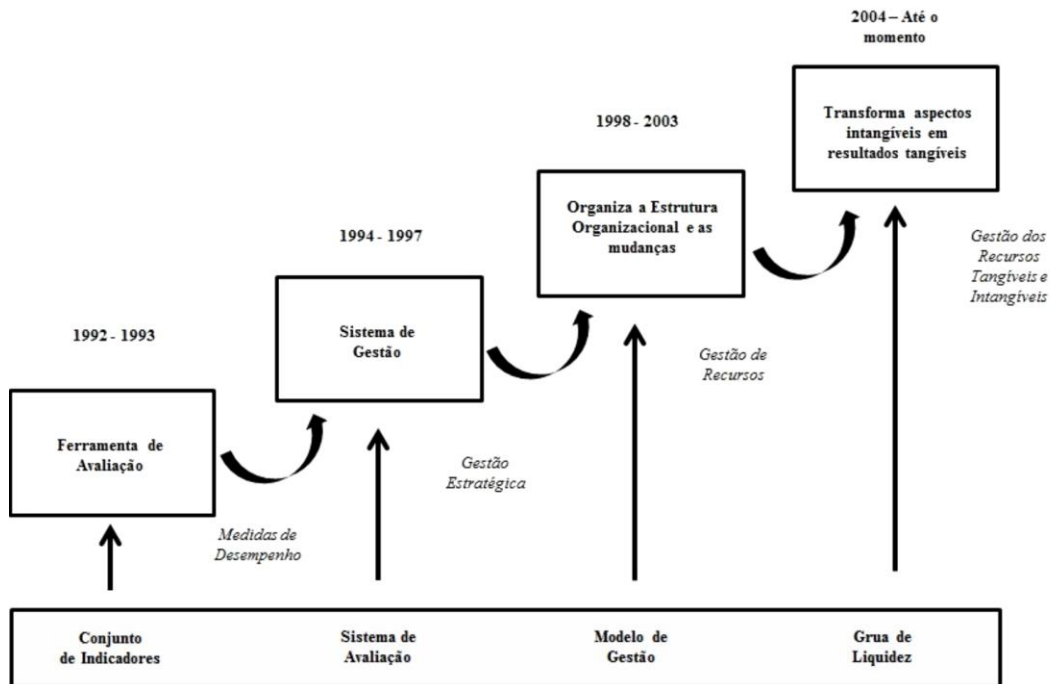 2004 – Até o
momento
Transforma aspectos
intangíveis em
resultados tangíveis
1998 - 2003
Organiza a Estrutura
Organizacional e as
mudanças
Gestão dos
Recursos
Tangíveis e
Intangíveis
1994 - 1997
Sistema de
Gestão
Gestão de
Recursos
1992 - 1993
Ferramenta de
Avaliação
Gestão
Estratégica
Medidas de
Desempenho
Conjunto
de Indicadores
Sistema de
Avaliação
Modelo de
Gestão
Grua de
Liquidez